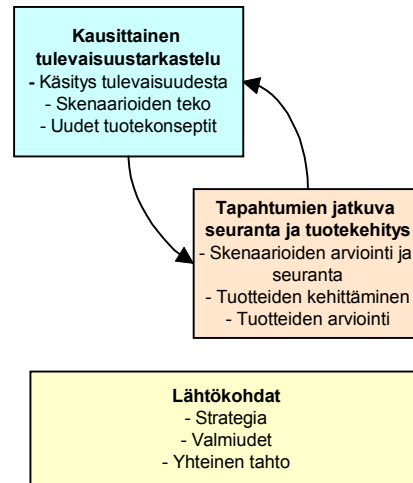 Kausittainen
tulevaisuustarkastelu
- Käsitys tulevaisuudesta
- Skenaarioiden teko
- Uudet tuotekonseptit
Tapahtumien jatkuva
seuranta ja tuotekehitys
- Skenaarioiden arviointi ja
seuranta
- Tuotteiden kehittäminen
- Tuotteiden arviointi
Lähtökohdat
- Strategia
- Valmiudet
- Yhteinen tahto